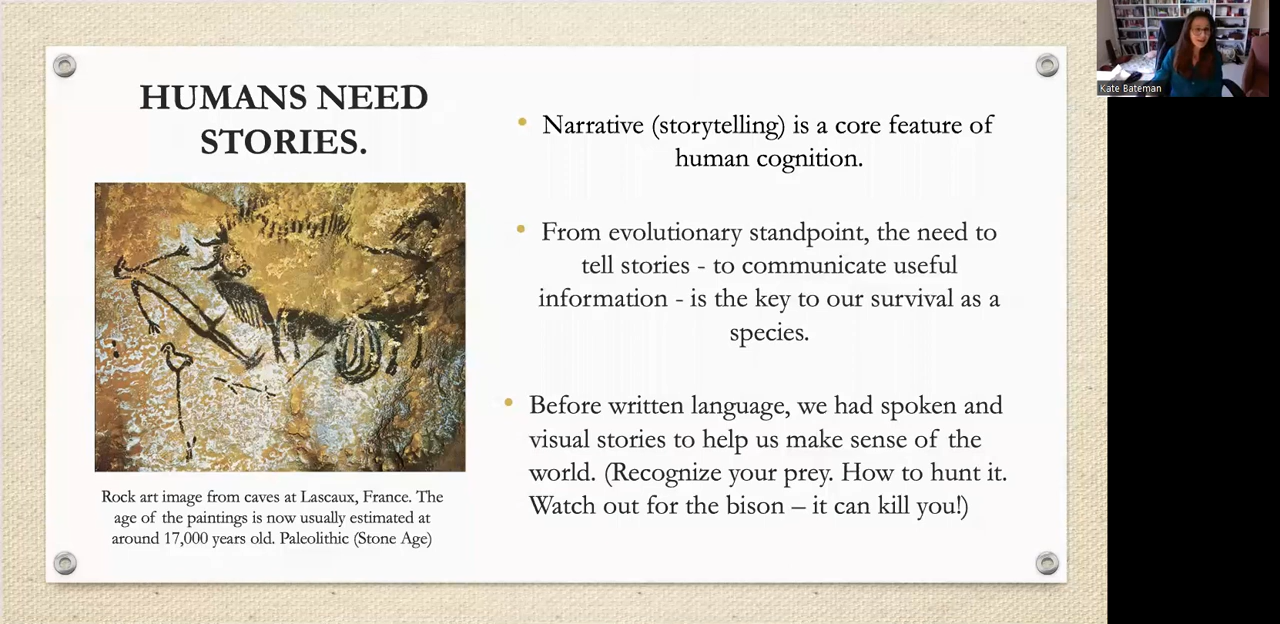 HUMANS NEED
STORIES.
Rock art image from caves at Lascaux, France. The
age of the paintings is now usually estimated at
around 17,000 years old. Paleolithic (Stone Age)
• Narrative (storytelling) is a core feature of
human cognition.
• From evolutionary standpoint, the need to
tell stories - to communicate useful
information - is the key to our survival as a
species.
• Before written language, we had spoken and
visual stories to help us make sense of the
world. (Recognize your prey. How to hunt it.
Watch out for the bison – it can kill you!)
Kate Bateman